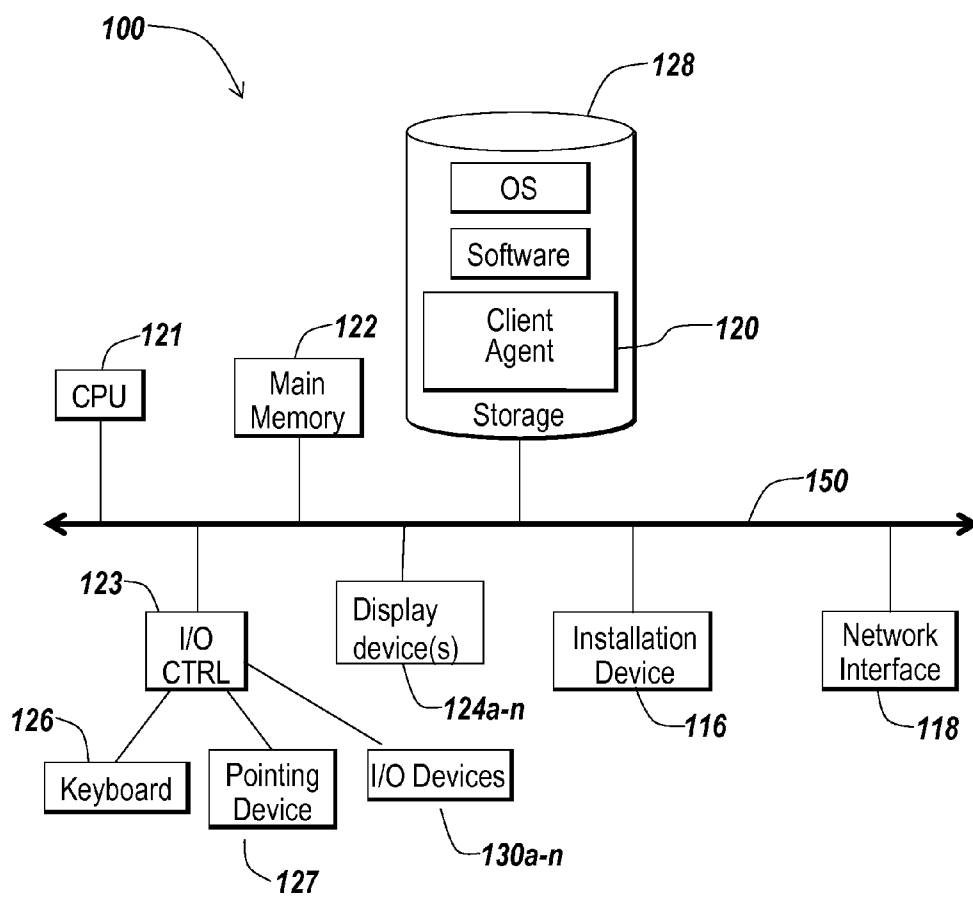 100
128
OS
Software
Client
Agent
120
Storage
121
CPU
122
Main
Memory
150
123
I/O
CTRL
Display
device(s)
124a-n
Installation
Device
116
Network
Interface
118
126
Keyboard
Pointing
Device
127
I/O Devices
130a-n